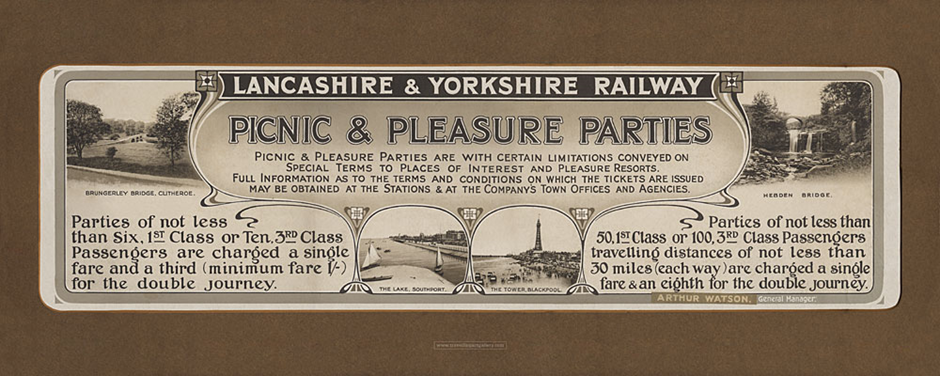 LANCASHIRE & YORKSHIRE RAILWAY
PICNIC & PLEASURE PARTIES
PICNIC & PLEASURE PARTIES ARE WITH CERTAIN LIMITATIONS CONVEYED ON
SPECIAL TERMS TO PLACES OF INTEREST AND PLEASURE RESORTS.
FULL INFORMATION AS TO THE TERMS AND CONDITIONS ON WHICH THE TICKETS ARE ISSUED
MAY BE OBTAINED AT THE STATIONS & AT THE COMPANY'S TOWN OFFICES AND AGENCIES.
BRUNGERLEY BRIDGE, CLITHEROE.
HEBDEN BRIDGE.
Parties of not less
than Six, 1ST Class or Ten, 3RD Class
Passengers are charged a single
fare and a third (minimum fare 1/-)
for the double journey.
THE LAKE, SOUTHPORT.
THE TOWER, BLACKPOOL.
Parties of not less than
50, 1st Class or 100, 3RD Class Passengers
travelling distances of not less than
30 miles (each way) are charged a single
fare & an eighth for the double journey.
ARTHUR WATSON, General Manager.